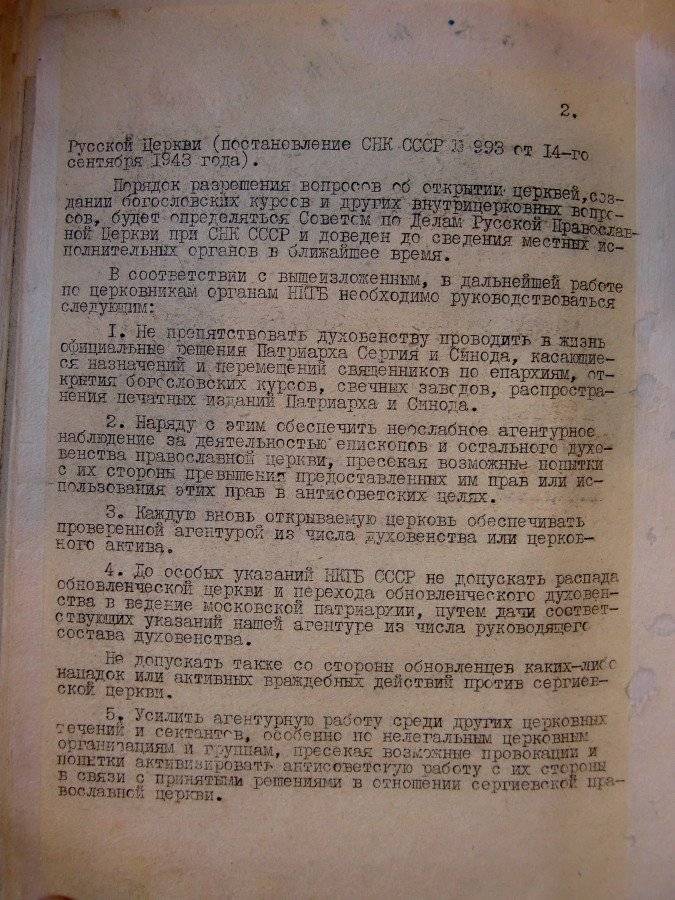 2.
Русской Церкви (постановление СНК СССР № 993 от 14-го
сентября 1943 года).
Порядок разрешения вопросов об открытии церквей, соз-
дании богословских курсов и других внутрицерковных вопро-
сов, будет определяться Советом по Делам Русской Православ-
ной Церкви при СНК СССР и доведен до сведения местных ис-
полнительных органов в ближайшее время.
В соответствии с вышеизложенным, в дальнейшей работе
по церковникам органам НКГБ необходимо руководствоваться
следующим:
1. Не препятствовать духовенству проводить в жизнь
официальные решения Патриарха Сергия и Синода, касающие-
ся назначений и перемещений священников по епархиям, от-
крытия богословских курсов, свечных заводов, распростра-
нения печатных изданий Патриарха и Синода.
2. Наряду с этим обеспечить неослабное агентурное
наблюдение за деятельностью епископов и остального духо-
венства православной церкви, пресекая возможные попытки
с их стороны превышения предоставленных им прав или ис-
пользования этих прав в антисоветских целях.
3. Каждую вновь открываемую церковь обеспечивать
проверенной агентурой из числа духовенства или церков-
ного актива.
4. До особых указаний НКГБ СССР не допускать распада
обновленческой церкви и перехода обновленческого духовен-
ства в ведение московской патриархии, путем дачи соответ-
ствующих указаний нашей агентуре из числа руководящего
состава духовенства.
Не допускать также со стороны обновленцев каких-либо
нападок или активных враждебных действий против сергиев-
ской церкви.
5. Усилить агентурную работу среди других церковных
течений и сектантов, особенно по нелегальным церковным
организациям и группам, пресекая возможные провокации и
попытки активизировать антисоветскую работу с их стороны
в связи с принятыми решениями в отношении сергиевской пра-
вославной церкви.